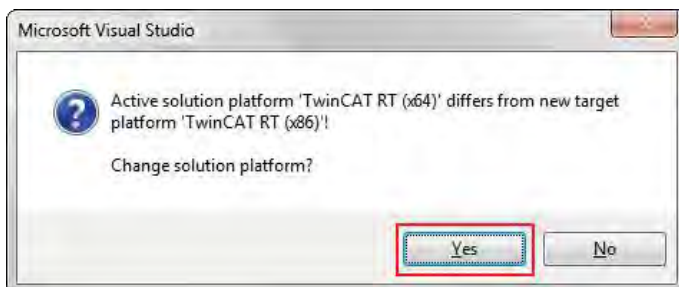 Microsoft Visual Studio
Active solution platform 'TwinCAT RT (x64)' differs from new target
platform 'TwinCAT RT (x86)'!
Change solution platform?
Yes
No